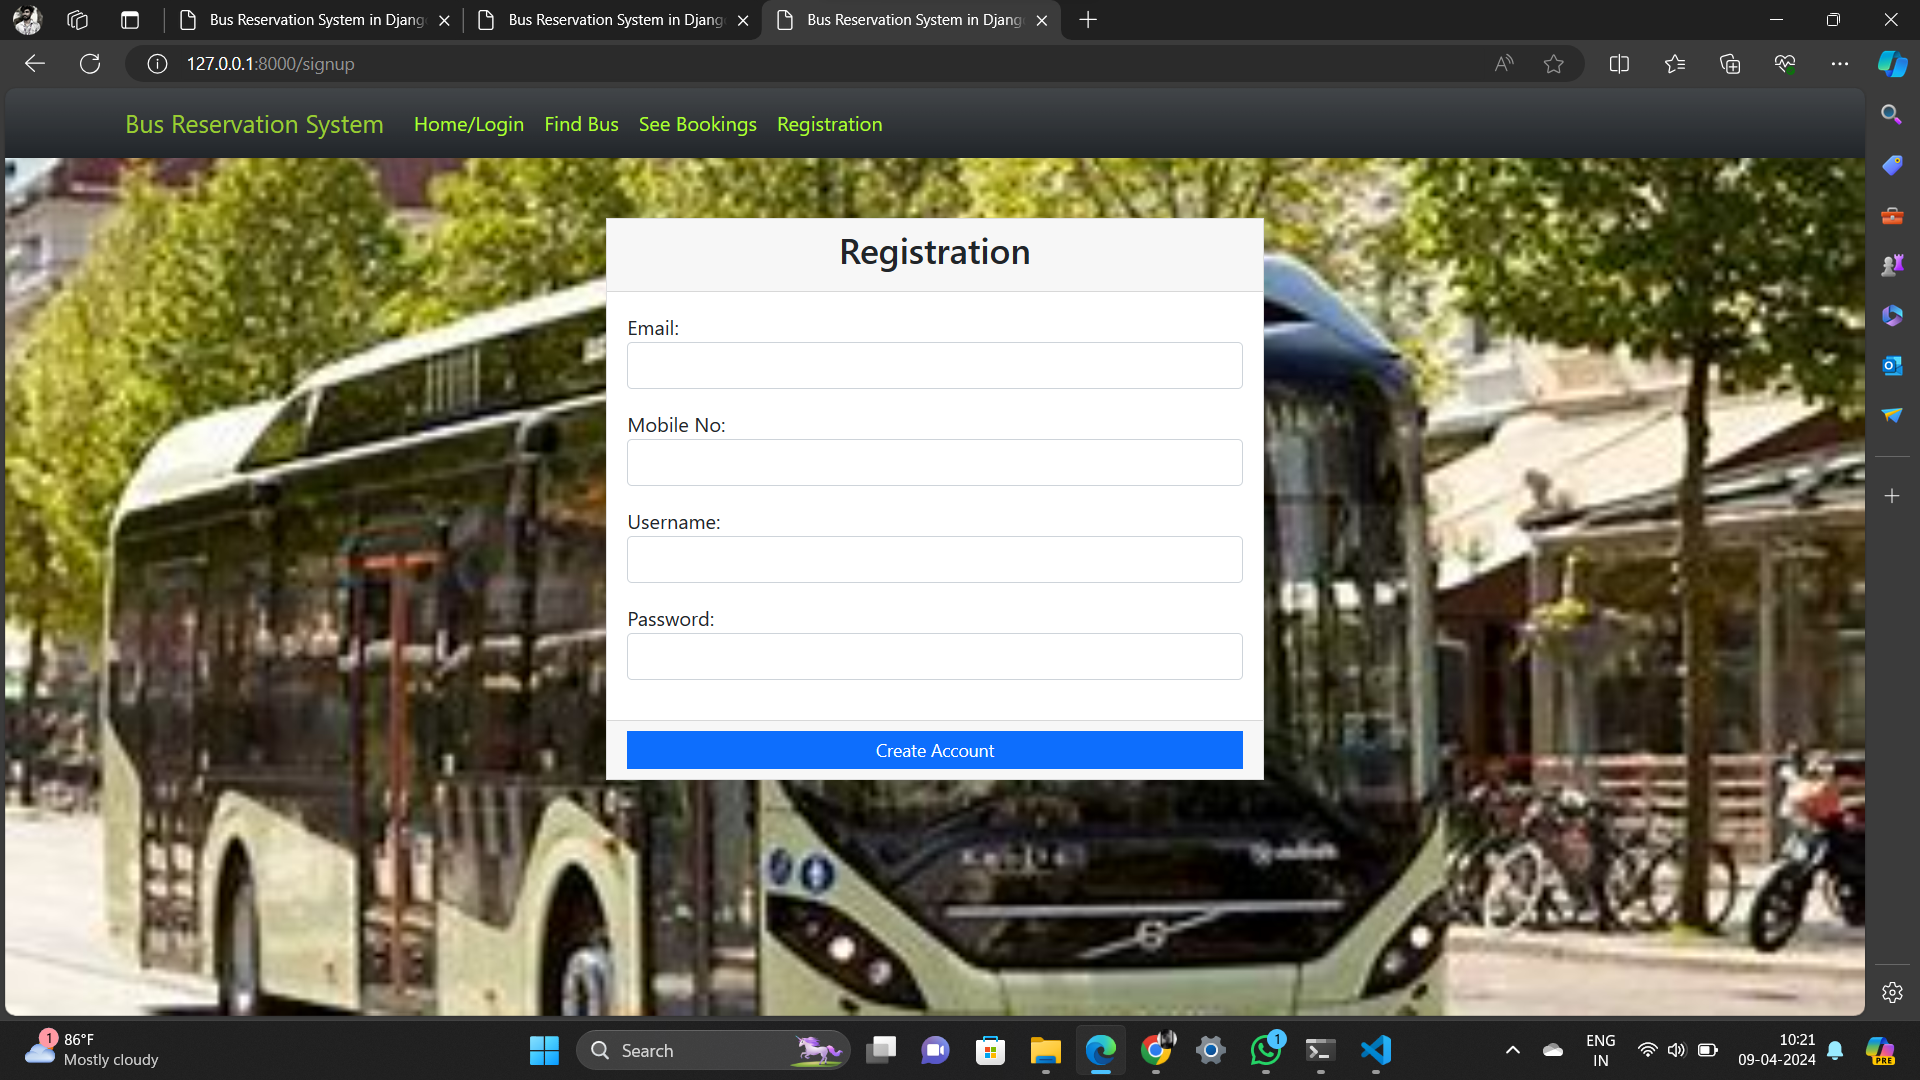 Bus Reservation System in Djang
Bus Reservation System in Djang
Bus Reservation System in Djang
127.0.0.1:8000/signup
Bus Reservation System
Home/Login
Find Bus
See Bookings
Registration
Registration
Email:
Mobile No:
Username:
Password:
Create Account
1
86°F
Mostly cloudy
Search
1
ENG
IN
10:21
09-04-2024
PRE